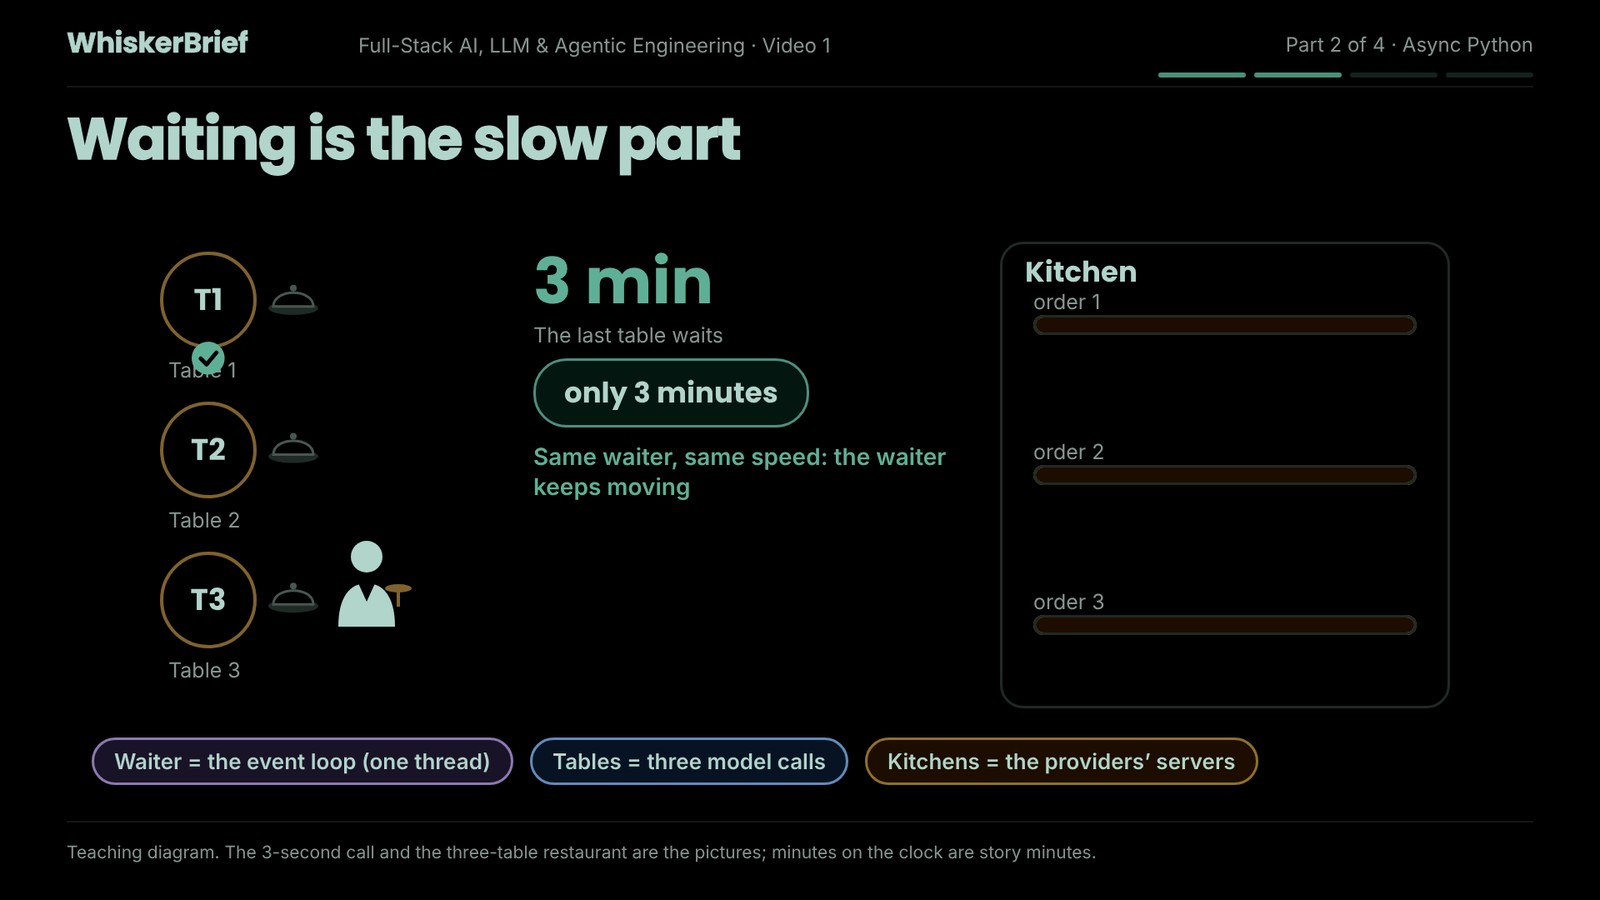 WhiskerBrief
Full-Stack AI, LLM & Agentic Engineering · Video 1
Part 2 of 4 · Async Python
Waiting is the slow part
T1
Table 1
T2
Table 2
T3
Table 3
3 min
The last table waits
only 3 minutes
Same waiter, same speed: the waiter
keeps moving
Kitchen
order 1
order 2
order 3
Waiter = the event loop (one thread)
Tables = three model calls
Kitchens = the providers’ servers
Teaching diagram. The 3-second call and the three-table restaurant are the pictures; minutes on the clock are story minutes.